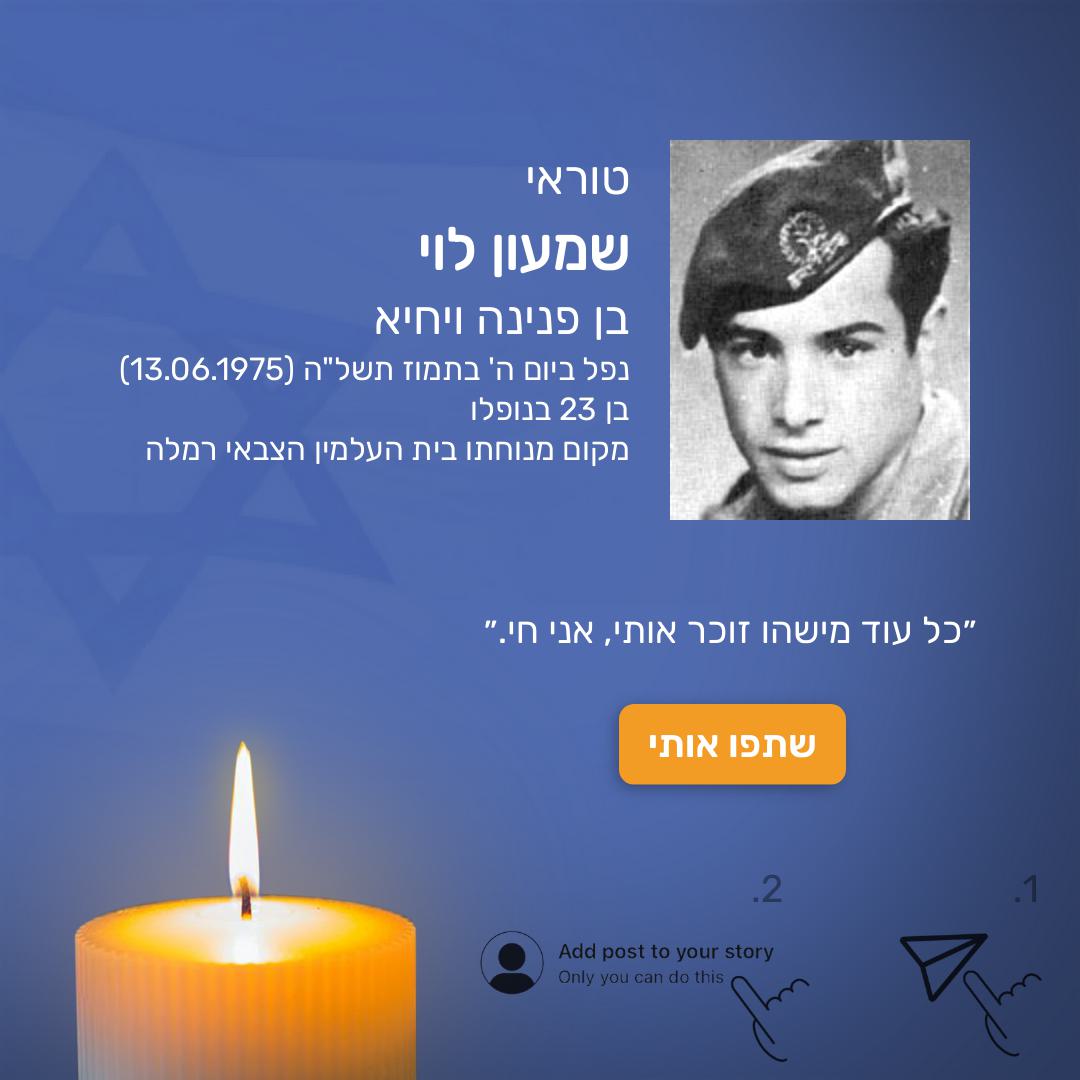 טוראי
שמעון לוי
בן פנינה ויחיא
נפל ביום ה' בתמוז תשל"ה (13.06.1975)
בן 23 בנופלו
מקום מנוחתו בית העלמין הצבאי רמלה
״כל עוד מישהו זוכר אותי, אני חי.״
שתפו אותי
1.
2.
Add post to your story
Only you can do this